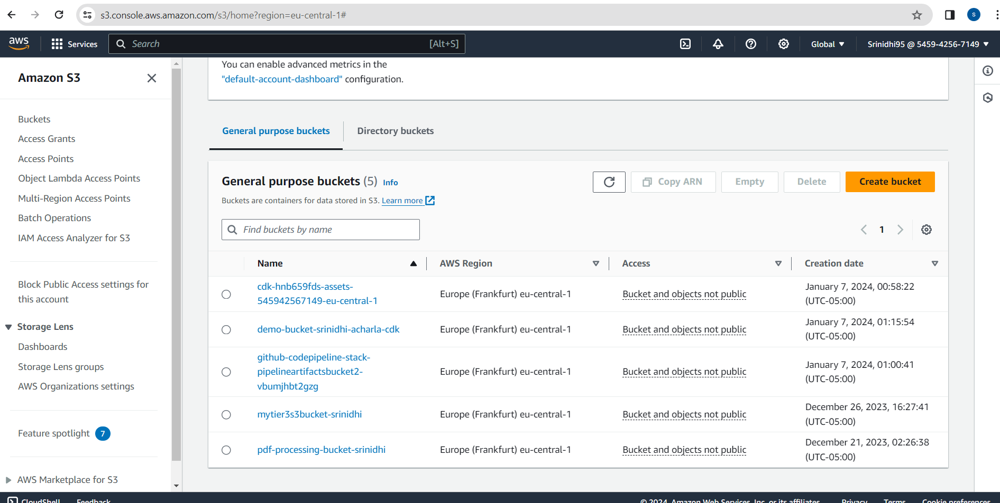 s3.console.aws.amazon.com/s3/home?region=eu-central-1#
S
aws
Services
Search
[Alt+S]
Global
Srinidhi95 @ 5459-4256-7149
Amazon S3
Buckets
Access Grants
Access Points
Object Lambda Access Points
Multi-Region Access Points
Batch Operations
IAM Access Analyzer for S3
Block Public Access settings for
this account
Storage Lens
Dashboards
Storage Lens groups
AWS Organizations settings
Feature spotlight 7
AWS Marketplace for S3
You can enable advanced metrics in the
"default-account-dashboard" configuration.
General purpose buckets
Directory buckets
General purpose buckets (5) Info
Buckets are containers for data stored in S3. Learn more
Copy ARN
Empty
Delete
Create bucket
Find buckets by name
1
Name
AWS Region
Access
Creation date
cdk-hnb659fds-assets-
545942567149-eu-central-1
Europe (Frankfurt) eu-central-1
Bucket and objects not public
January 7, 2024, 00:58:22
(UTC-05:00)
demo-bucket-srinidhi-acharla-cdk
Europe (Frankfurt) eu-central-1
Bucket and objects not public
January 7, 2024, 01:15:54
(UTC-05:00)
github-codepipeline-stack-
pipelineartifactsbucket2-
vbumjhbt2gzg
Europe (Frankfurt) eu-central-1
Bucket and objects not public
January 7, 2024, 01:00:41
(UTC-05:00)
mytier3s3bucket-srinidhi
Europe (Frankfurt) eu-central-1
Bucket and objects not public
December 26, 2023, 16:27:41
(UTC-05:00)
pdf-processing-bucket-srinidhi
Europe (Frankfurt) eu-central-1
Bucket and objects not public
December 21, 2023, 02:26:38
(UTC-05:00)
CloudShell
Feedback
© 2024, Amazon Web Services, Inc. or its affiliates.
Privacy
Terms
Cookie preferences